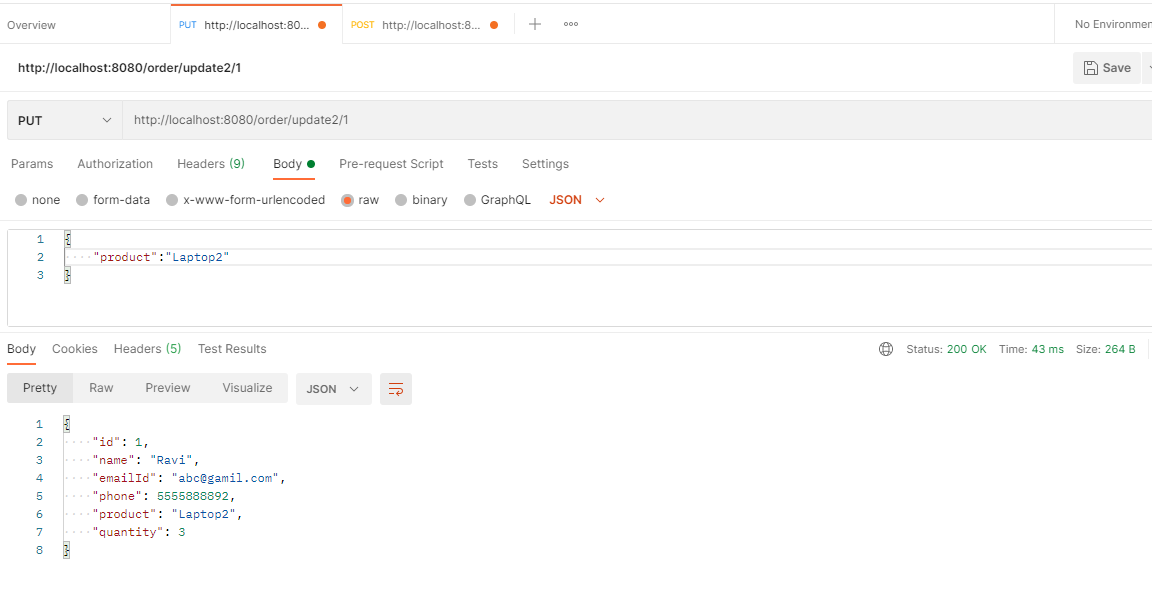 Overview PUT http://localhost:80... POST http://localhost:8... No Environmen
http://localhost:8080/order/update2/1 Save
PUT http://localhost:8080/order/update2/1
Params Authorization Headers (9) Body Pre-request Script Tests Settings
none form-data x-www-form-urlencoded raw binary GraphQL JSON
1 {
2 "product":"Laptop2"
3 }
Body Cookies Headers (5) Test Results Status: 200 OK Time: 43 ms Size: 264 B
Pretty Raw Preview Visualize JSON
1 {
2 "id": 1,
3 "name": "Ravi",
4 "emailId": "abc@gamil.com",
5 "phone": 5555888892,
6 "product": "Laptop2",
7 "quantity": 3
8 }